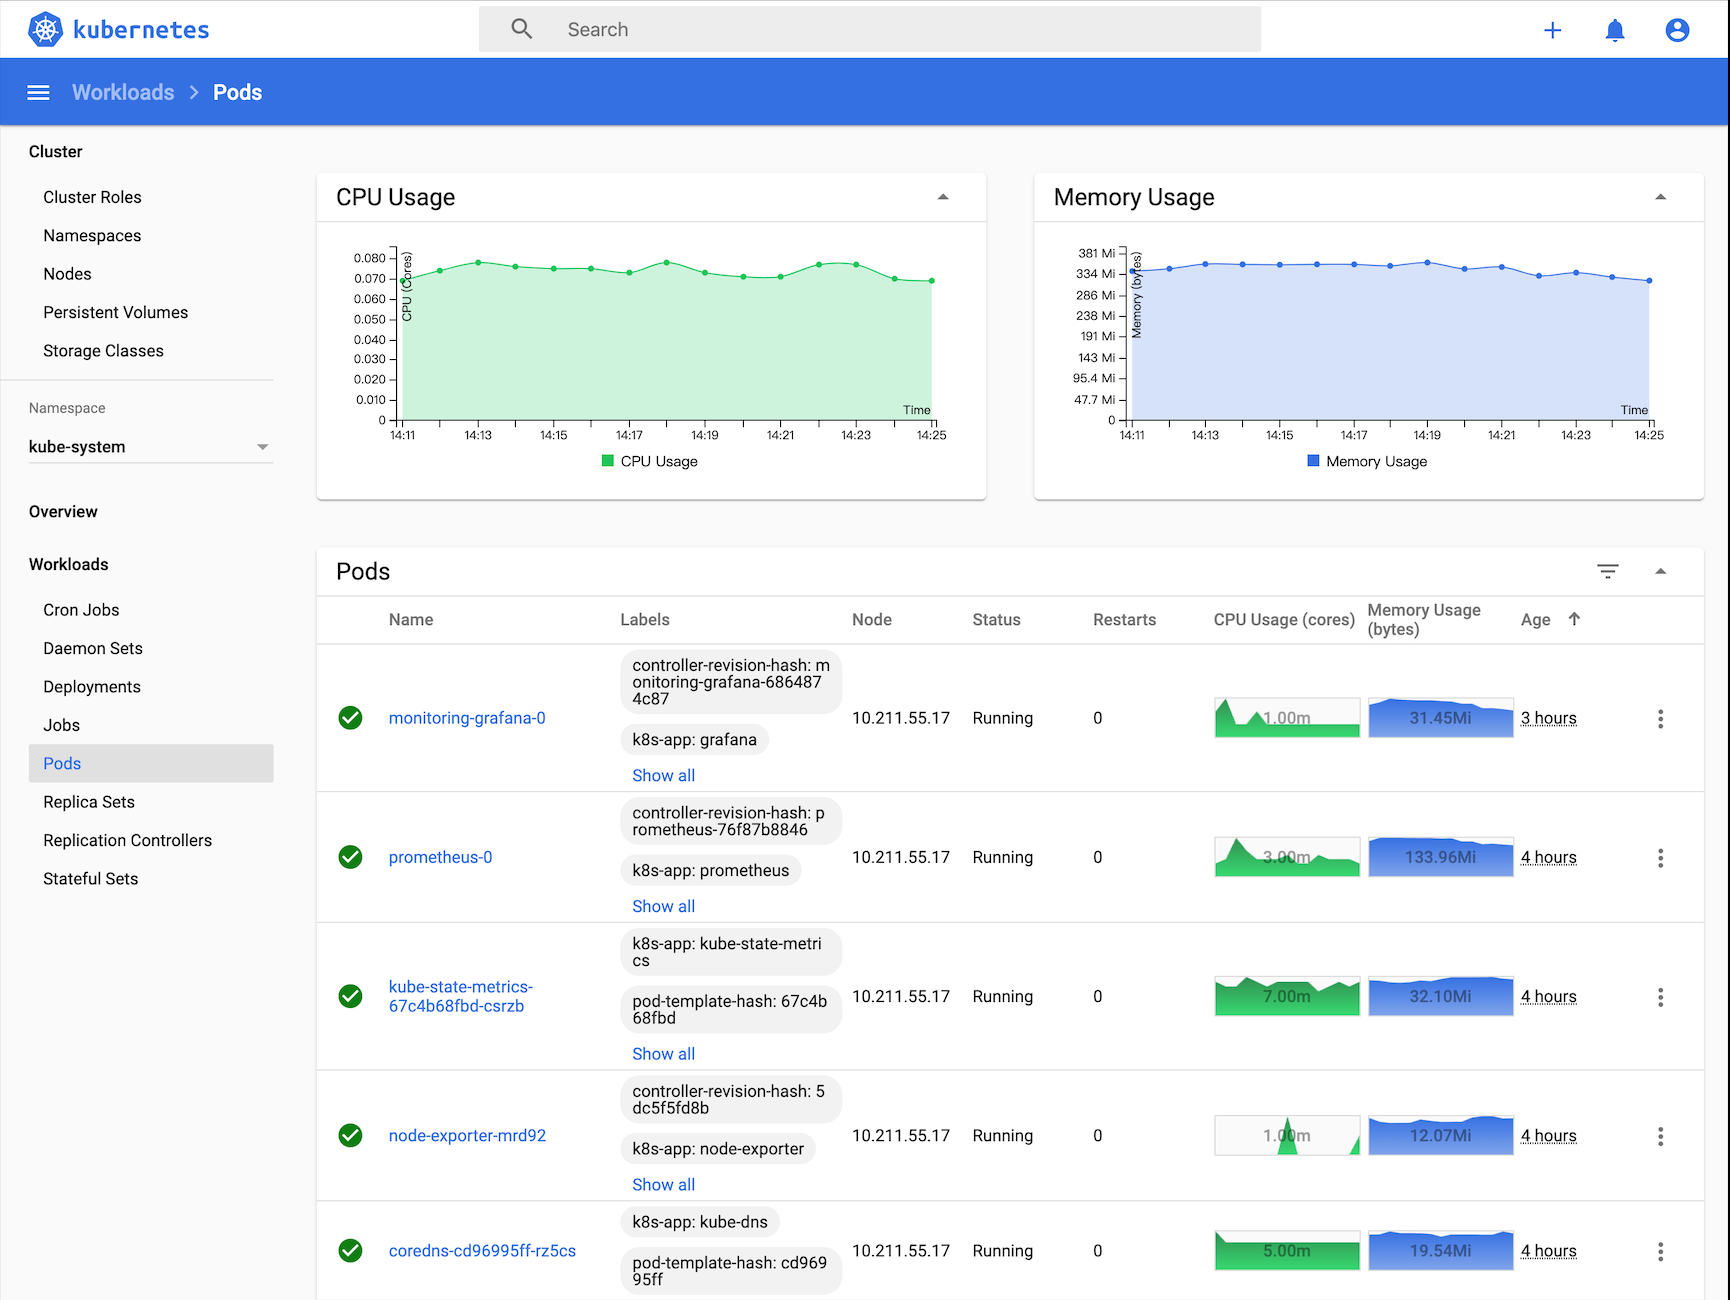 kubernetes
Search
Workloads > Pods
Cluster
Cluster Roles
Namespaces
Nodes
Persistent Volumes
Storage Classes
Namespace
kube-system
Overview
Workloads
Cron Jobs
Daemon Sets
Deployments
Jobs
Pods
Replica Sets
Replication Controllers
Stateful Sets
CPU Usage
0.080
0.070
0.060
0.050
0.040
0.030
0.020
0.010
0
CPU (Cores)
Time
14:11 14:13 14:15 14:17 14:19 14:21 14:23 14:25
CPU Usage
Memory Usage
381 Mi
334 Mi
286 Mi
238 Mi
191 Mi
143 Mi
95.4 Mi
47.7 Mi
0
Memory (bytes)
Time
14:11 14:13 14:15 14:17 14:19 14:21 14:23 14:25
Memory Usage
Pods
Name Labels Node Status Restarts CPU Usage (cores) Memory Usage
(bytes) Age
controller-revision-hash: m
onitoring-grafana-686487
4c87
monitoring-grafana-0 10.211.55.17 Running 0 1.00m 31.45Mi 3 hours
k8s-app: grafana
Show all
controller-revision-hash: p
rometheus-76f87b8846
prometheus-0 10.211.55.17 Running 0 3.00m 133.96Mi 4 hours
k8s-app: prometheus
Show all
k8s-app: kube-state-metri
cs
kube-state-metrics-
67c4b68fbd-csrzb
10.211.55.17 Running 0 7.00m 32.10Mi 4 hours
pod-template-hash: 67c4b
68fbd
Show all
controller-revision-hash: 5
dc5f5fd8b
node-exporter-mrd92 10.211.55.17 Running 0 1.00m 12.07Mi 4 hours
k8s-app: node-exporter
Show all
k8s-app: kube-dns
coredns-cd96995ff-rz5cs 10.211.55.17 Running 0 5.00m 19.54Mi 4 hours
pod-template-hash: cd969
95ff